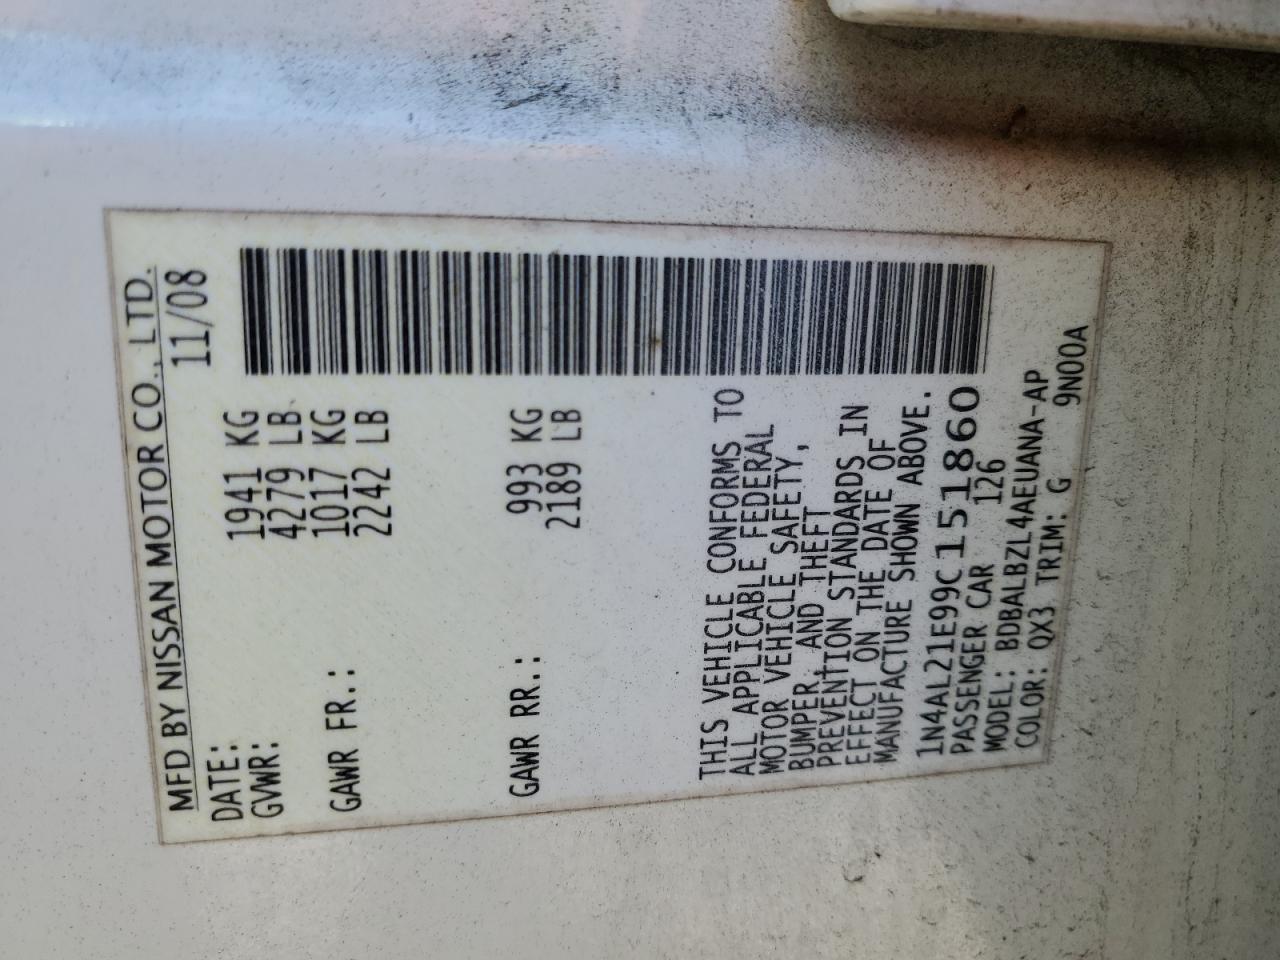 MFD BY NISSAN MOTOR CO., LTD.
DATE: 11/08
GVWR: 1941 KG
4279 LB
GAWR FR.: 1017 KG
2242 LB
GAWR RR.: 993 KG
2189 LB
THIS VEHICLE CONFORMS TO
ALL APPLICABLE FEDERAL
MOTOR VEHICLE SAFETY,
BUMPER, AND THEFT
PREVENTION STANDARDS IN
EFFECT ON THE DATE OF
MANUFACTURE SHOWN ABOVE.
1N4AL21E99C151860
PASSENGER CAR 126
MODEL: BDBALBZL4AEUANA-AP
COLOR: QX3 TRIM: G 9N00A